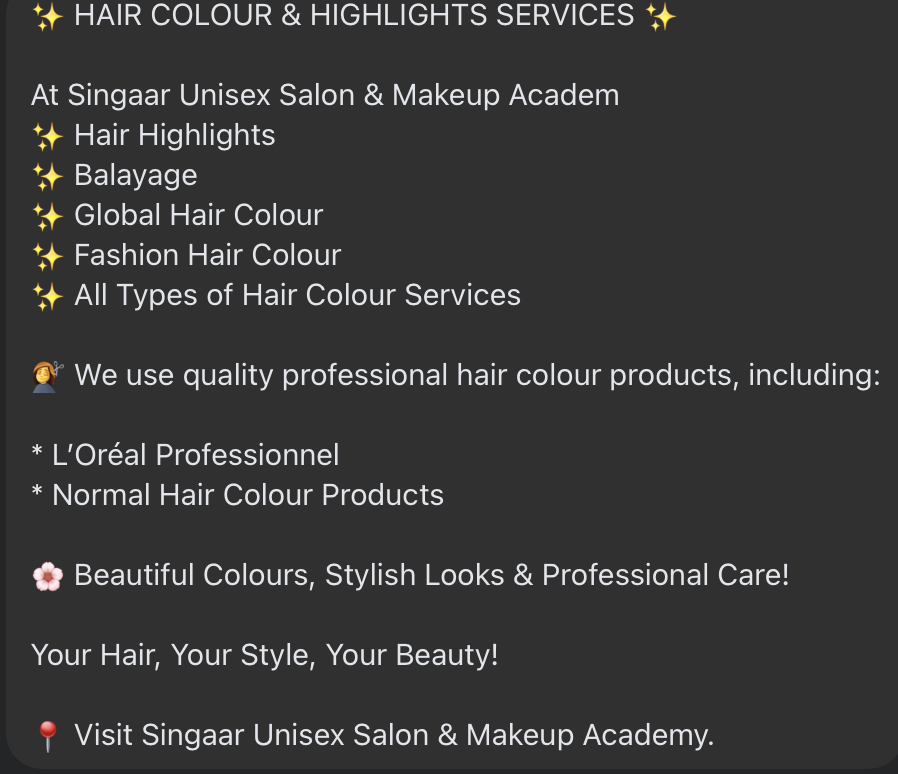 ✨ HAIR COLOUR & HIGHLIGHTS SERVICES ✨
At Singaar Unisex Salon & Makeup Academ
✨ Hair Highlights
✨ Balayage
✨ Global Hair Colour
✨ Fashion Hair Colour
✨ All Types of Hair Colour Services
💇‍♀️ We use quality professional hair colour products, including:
* L’Oréal Professionnel
* Normal Hair Colour Products
🌸 Beautiful Colours, Stylish Looks & Professional Care!
Your Hair, Your Style, Your Beauty!
📍 Visit Singaar Unisex Salon & Makeup Academy.